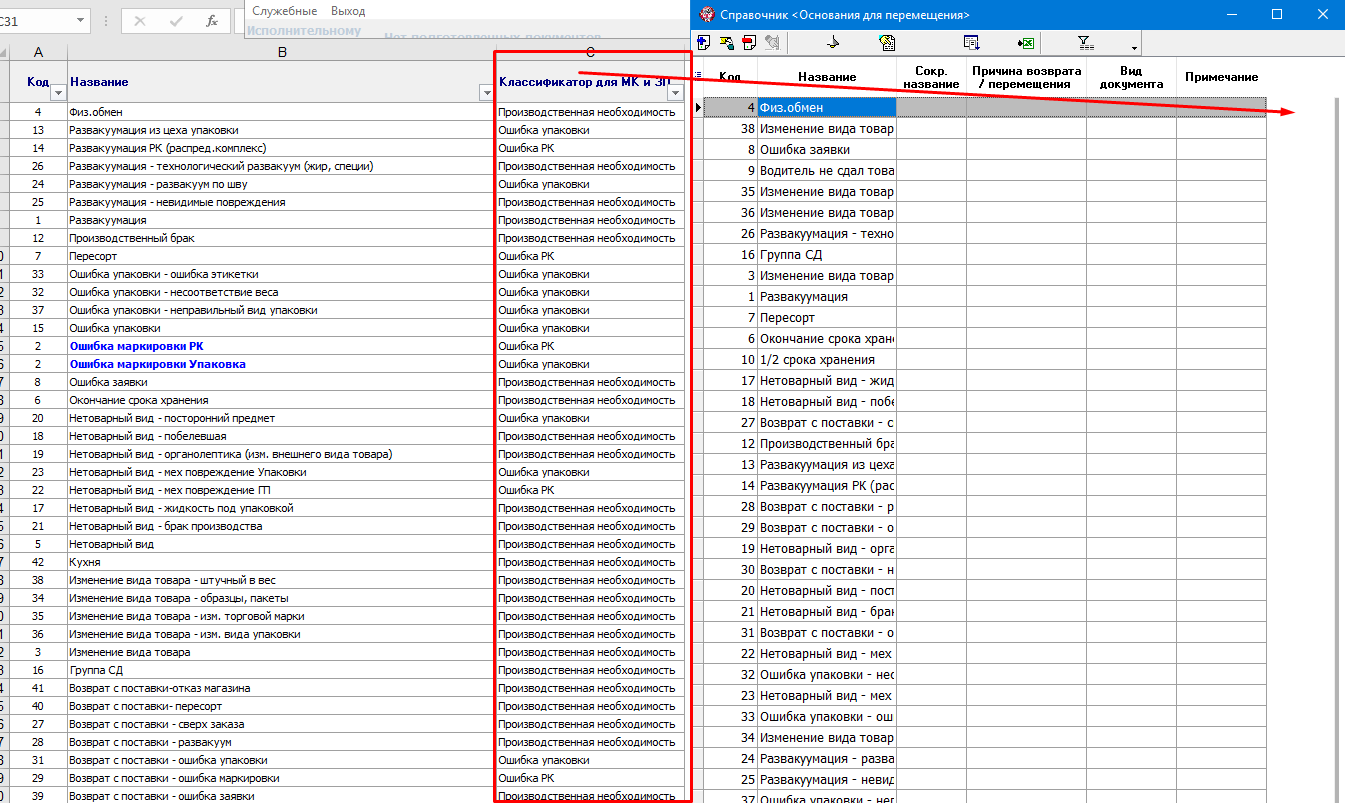 C31
Служебные Выход
Исполнительному
Нет подготовленных документов
fx
A B C
Код Название Классификатор для МК и ЗП
4 Физ.обмен Производственная необходимость
13 Развакуумация из цеха упаковки Ошибка упаковки
14 Развакуумация РК (распред.комплекс) Ошибка РК
26 Развакуумация - технологический развакуум (жир, специи) Производственная необходимость
24 Развакуумация - развакуум по шву Ошибка упаковки
25 Развакуумация - невидимые повреждения Производственная необходимость
1 Развакуумация Производственная необходимость
12 Производственный брак Производственная необходимость
7 Пересорт Ошибка РК
33 Ошибка упаковки - ошибка этикетки Ошибка упаковки
32 Ошибка упаковки - несоответствие веса Ошибка упаковки
37 Ошибка упаковки - неправильный вид упаковки Ошибка упаковки
15 Ошибка упаковки Ошибка упаковки
2 Ошибка маркировки РК Ошибка РК
2 Ошибка маркировки Упаковка Ошибка упаковки
8 Ошибка заявки Производственная необходимость
6 Окончание срока хранения Производственная необходимость
20 Нетоварный вид - посторонний предмет Ошибка упаковки
18 Нетоварный вид - побелевшая Производственная необходимость
19 Нетоварный вид - органолептика (изм. внешнего вида товара) Производственная необходимость
23 Нетоварный вид - мех повреждение Упаковки Ошибка упаковки
22 Нетоварный вид - мех повреждение ГП Ошибка РК
17 Нетоварный вид - жидкость под упаковкой Производственная необходимость
21 Нетоварный вид - брак производства Производственная необходимость
5 Нетоварный вид Производственная необходимость
42 Кухня Производственная необходимость
38 Изменение вида товара - штучный в вес Производственная необходимость
34 Изменение вида товара - образцы, пакеты Производственная необходимость
35 Изменение вида товара - изм. торговой марки Производственная необходимость
36 Изменение вида товара - изм. вида упаковки Производственная необходимость
3 Изменение вида товара Производственная необходимость
16 Группа СД Производственная необходимость
41 Возврат с поставки-отказ магазина Производственная необходимость
40 Возврат с поставки- пересорт Производственная необходимость
27 Возврат с поставки - сверх заказа Производственная необходимость
28 Возврат с поставки - развакуум Производственная необходимость
31 Возврат с поставки - ошибка упаковки Ошибка упаковки
29 Возврат с поставки - ошибка маркировки Ошибка РК
39 Возврат с поставки - ошибка заявки Производственная необходимость
Справочник <Основания для перемещения>
Код Название Сокр. название Причина возврата / перемещения Вид документа Примечание
4 Физ.обмен
38 Изменение вида товар
8 Ошибка заявки
9 Водитель не сдал това
35 Изменение вида товар
36 Изменение вида товар
26 Развакуумация - техно
16 Группа СД
3 Изменение вида товар
1 Развакуумация
7 Пересорт
6 Окончание срока хран
10 1/2 срока хранения
17 Нетоварный вид - жид
18 Нетоварный вид - побе
27 Возврат с поставки - с
12 Производственный бра
13 Развакуумация из цеха
14 Развакуумация РК (рас
28 Возврат с поставки - р
29 Возврат с поставки - о
19 Нетоварный вид - орга
30 Возврат с поставки - н
20 Нетоварный вид - пост
21 Нетоварный вид - брак
31 Возврат с поставки - о
22 Нетоварный вид - мех
32 Ошибка упаковки - нес
23 Нетоварный вид - мех
33 Ошибка упаковки - ош
34 Изменение вида товар
24 Развакуумация - разва
25 Развакуумация - невид
37 Ошибка упаковки - неп